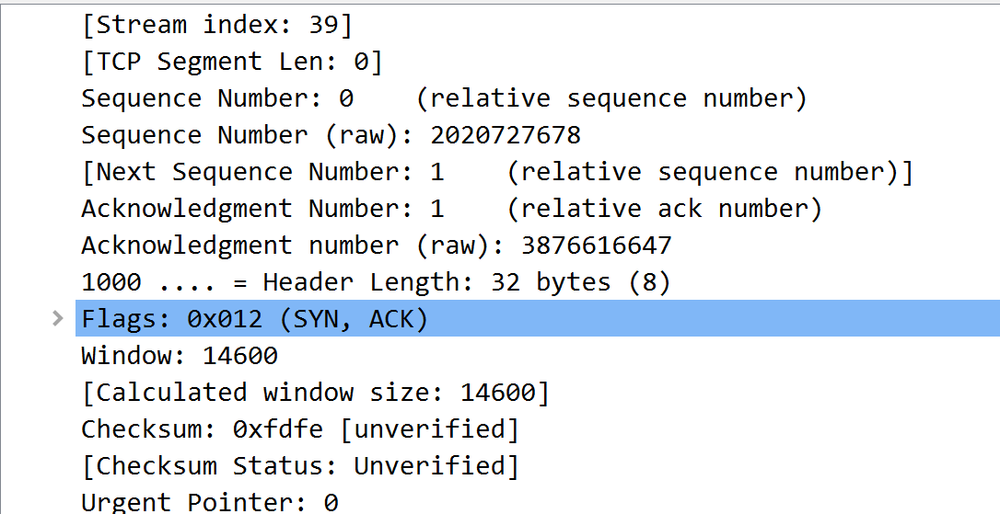 [Stream index: 39]
[TCP Segment Len: 0]
Sequence Number: 0    (relative sequence number)
Sequence Number (raw): 2020727678
[Next Sequence Number: 1    (relative sequence number)]
Acknowledgment Number: 1    (relative ack number)
Acknowledgment number (raw): 3876616647
1000 .... = Header Length: 32 bytes (8)
Flags: 0x012 (SYN, ACK)
Window: 14600
[Calculated window size: 14600]
Checksum: 0xfdfe [unverified]
[Checksum Status: Unverified]
Urgent Pointer: 0